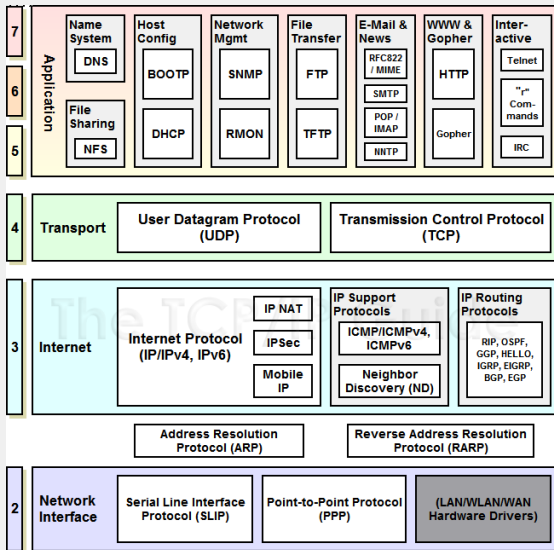 7
6
5
Application
Name
System
DNS
File
Sharing
NFS
Host
Config
BOOTP
DHCP
Network
Mgmt
SNMP
RMON
File
Transfer
FTP
TFTP
E-Mail &
News
RFC822
/ MIME
SMTP
POP /
IMAP
NNTP
WWW &
Gopher
HTTP
Gopher
Inter-
active
Telnet
"r"
Com-
mands
IRC
4
Transport
User Datagram Protocol
(UDP)
Transmission Control Protocol
(TCP)
The TCP/IP Guide
3
Internet
Internet Protocol
(IP/IPv4, IPv6)
IP NAT
IPSec
Mobile
IP
IP Support
Protocols
ICMP/ICMPv4,
ICMPv6
Neighbor
Discovery (ND)
IP Routing
Protocols
RIP, OSPF,
GGP, HELLO,
IGRP, EIGRP,
BGP, EGP
Address Resolution
Protocol (ARP)
Reverse Address Resolution
Protocol (RARP)
2
Network
Interface
Serial Line Interface
Protocol (SLIP)
Point-to-Point Protocol
(PPP)
(LAN/WLAN/WAN
Hardware Drivers)